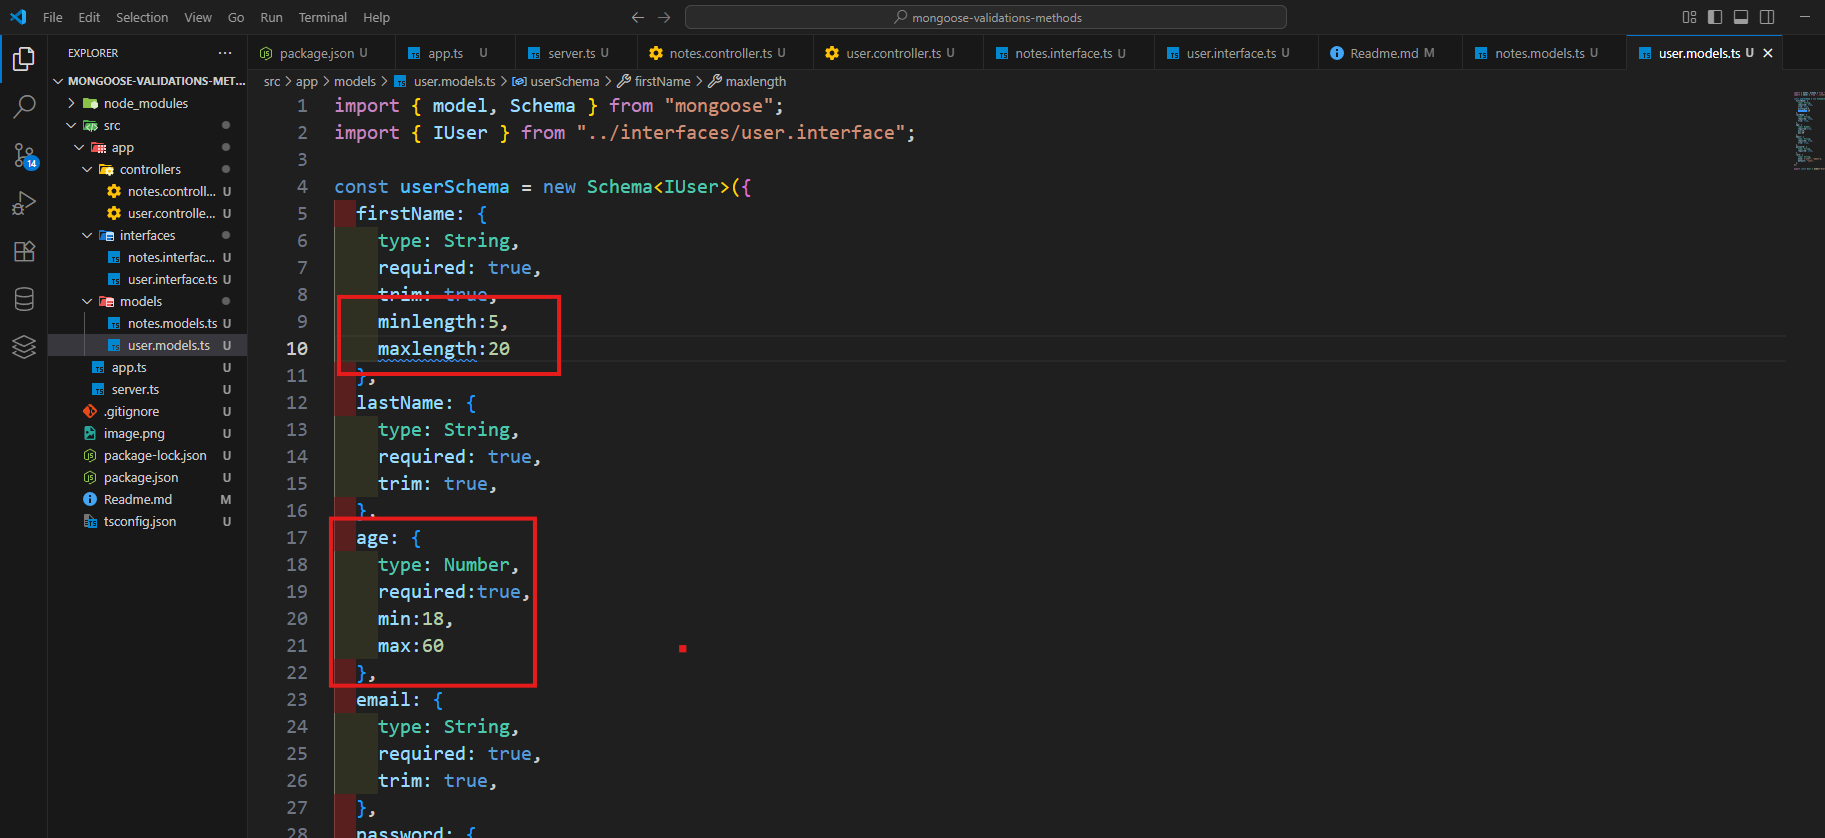 File Edit Selection View Go Run Terminal Help
mongoose-validations-methods
EXPLORER
MONGOOSE-VALIDATIONS-MET...
node_modules
src
app
controllers
notes.controll... U
user.controlle... U
interfaces
notes.interfac... U
user.interface.ts U
models
notes.models.ts U
user.models.ts U
app.ts U
server.ts U
.gitignore U
image.png U
package-lock.json U
package.json U
Readme.md M
tsconfig.json U
14
package.json U app.ts U server.ts U notes.controller.ts U user.controller.ts U notes.interface.ts U user.interface.ts U Readme.md M notes.models.ts U user.models.ts U
src > app > models > user.models.ts > userSchema > firstName > maxlength
1 import { model, Schema } from "mongoose";
2 import { IUser } from "../interfaces/user.interface";
3
4 const userSchema = new Schema<IUser>({
5 firstName: {
6 type: String,
7 required: true,
8 trim: true,
9 minlength:5,
10 maxlength:20
11 },
12 lastName: {
13 type: String,
14 required: true,
15 trim: true,
16 },
17 age: {
18 type: Number,
19 required:true,
20 min:18,
21 max:60
22 },
23 email: {
24 type: String,
25 required: true,
26 trim: true,
27 },
28 password: {